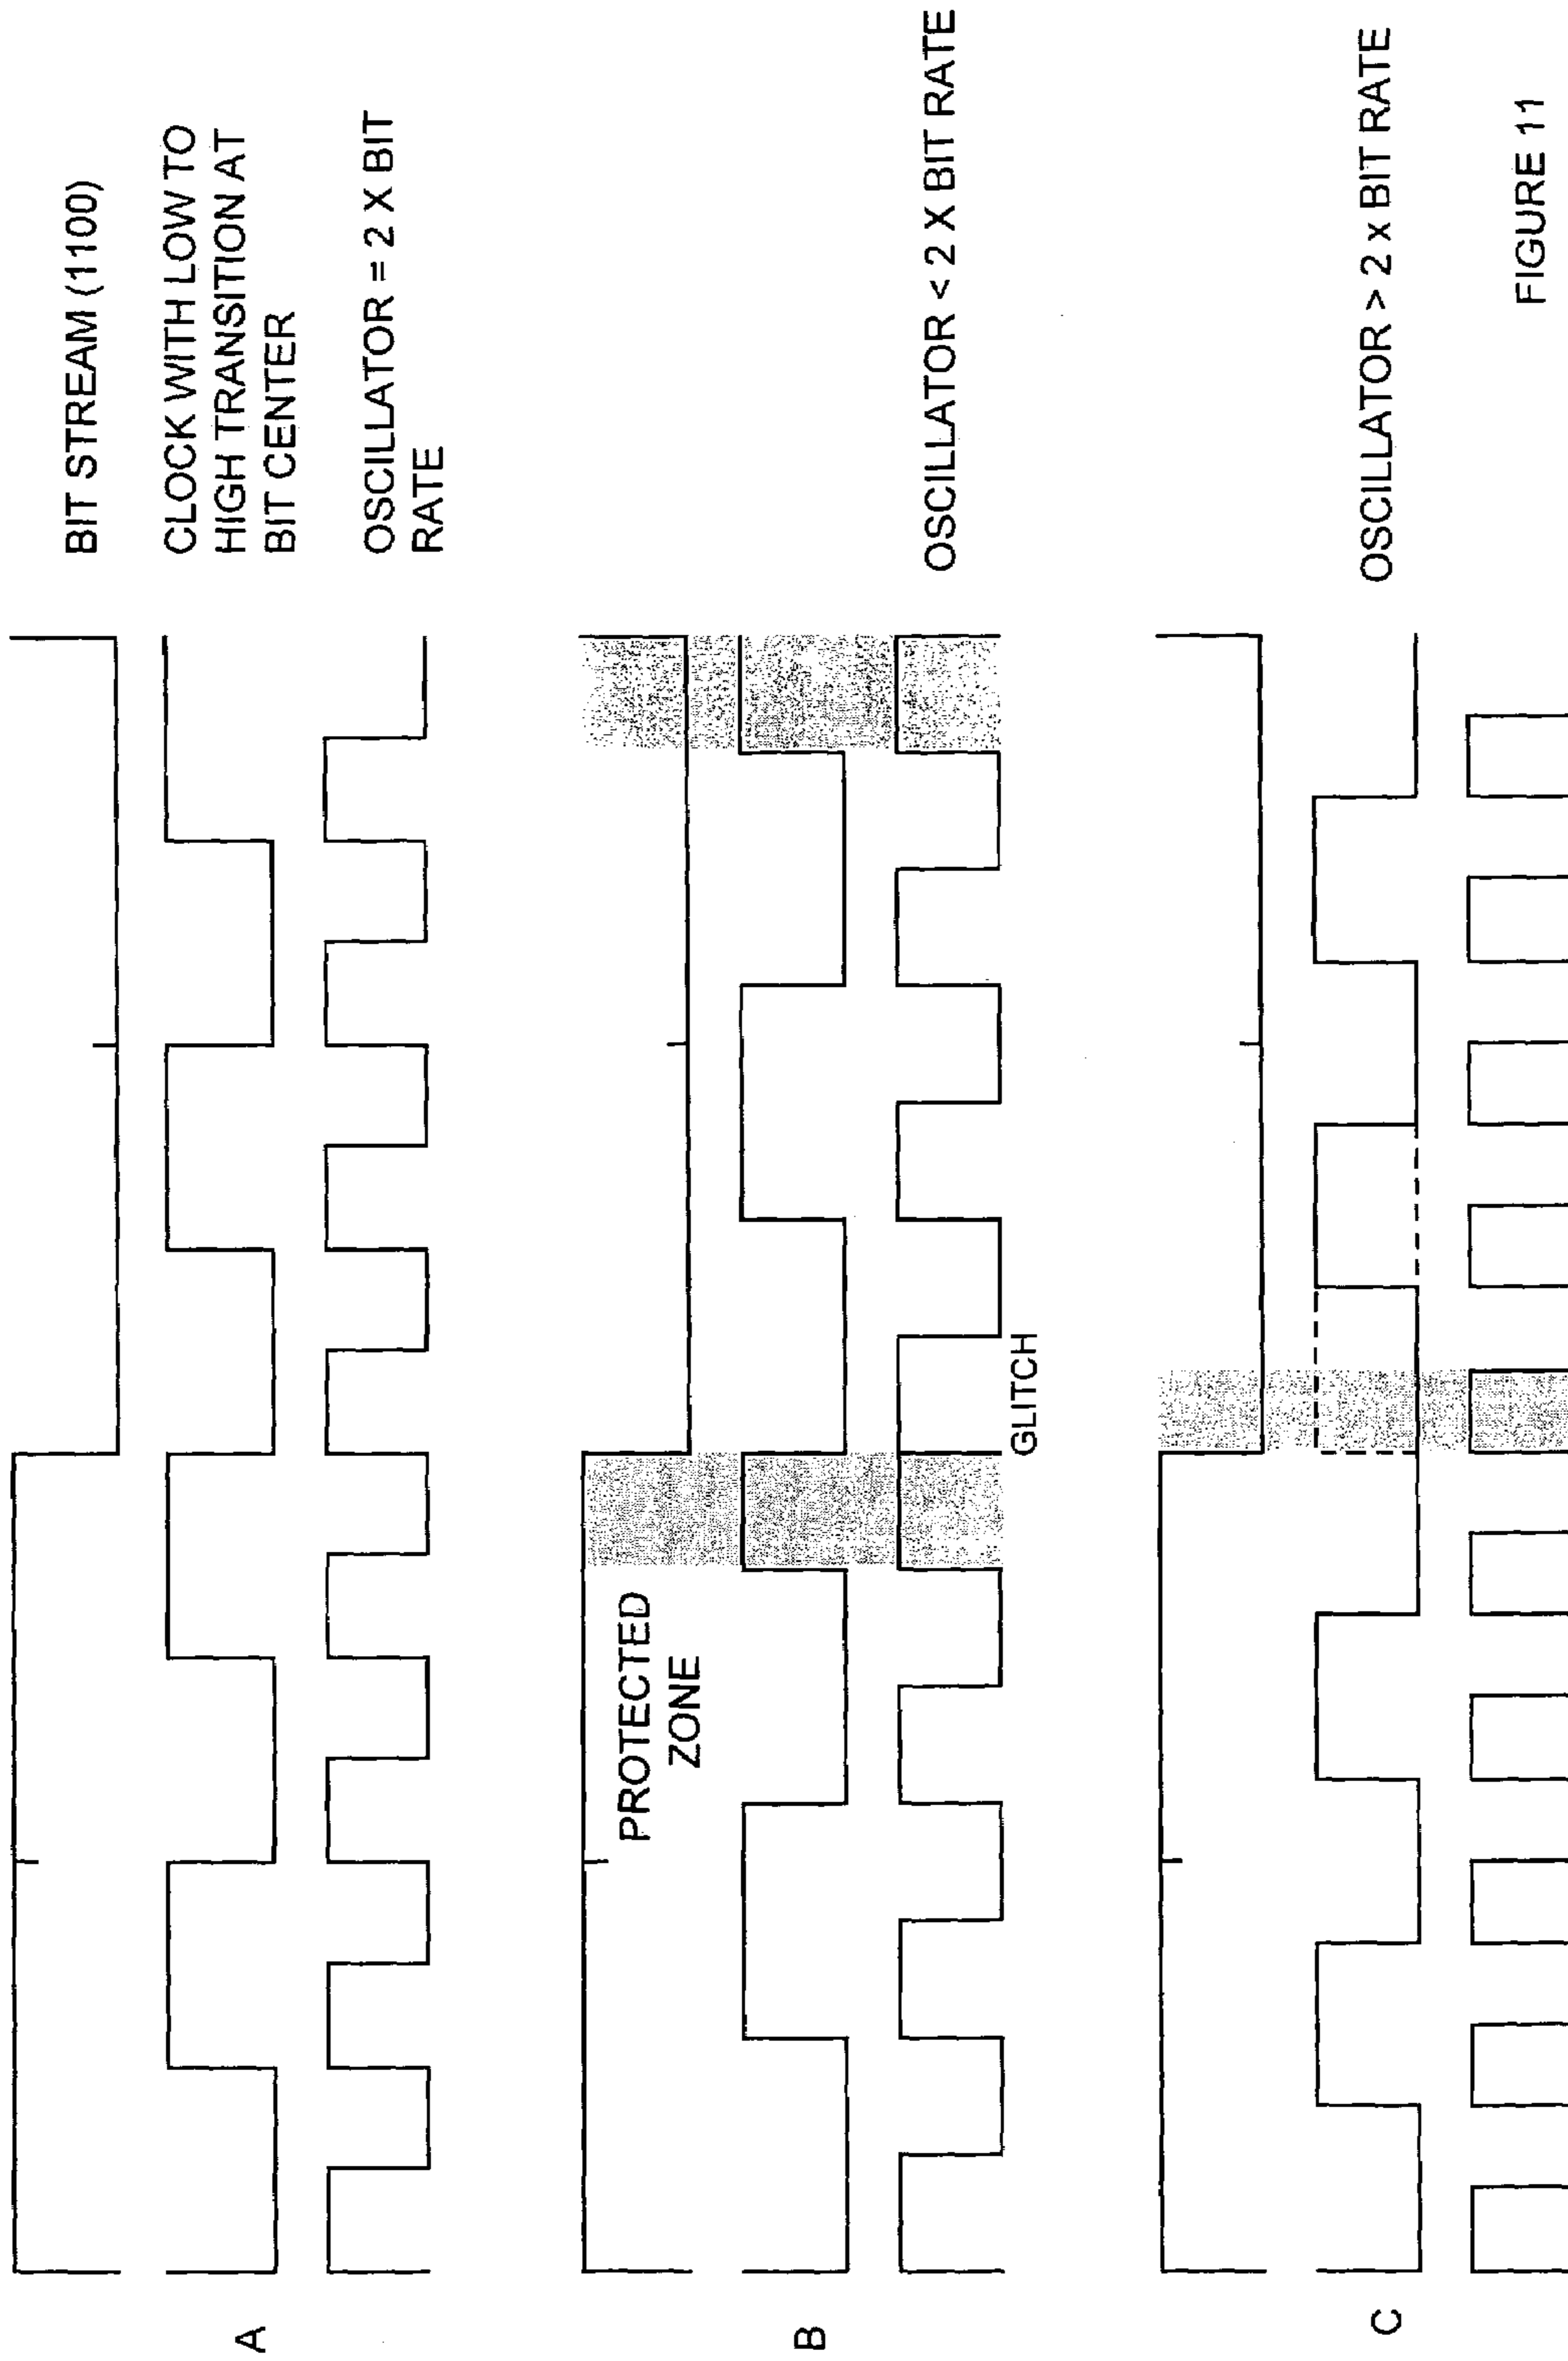 A
BIT STREAM (1100)
CLOCK WITH LOW TO
HIGH TRANSITION AT
BIT CENTER
OSCILLATOR = 2 X BIT
RATE
B
PROTECTED
ZONE
GLITCH
OSCILLATOR < 2 X BIT RATE
C
OSCILLATOR > 2 x BIT RATE
FIGURE 11